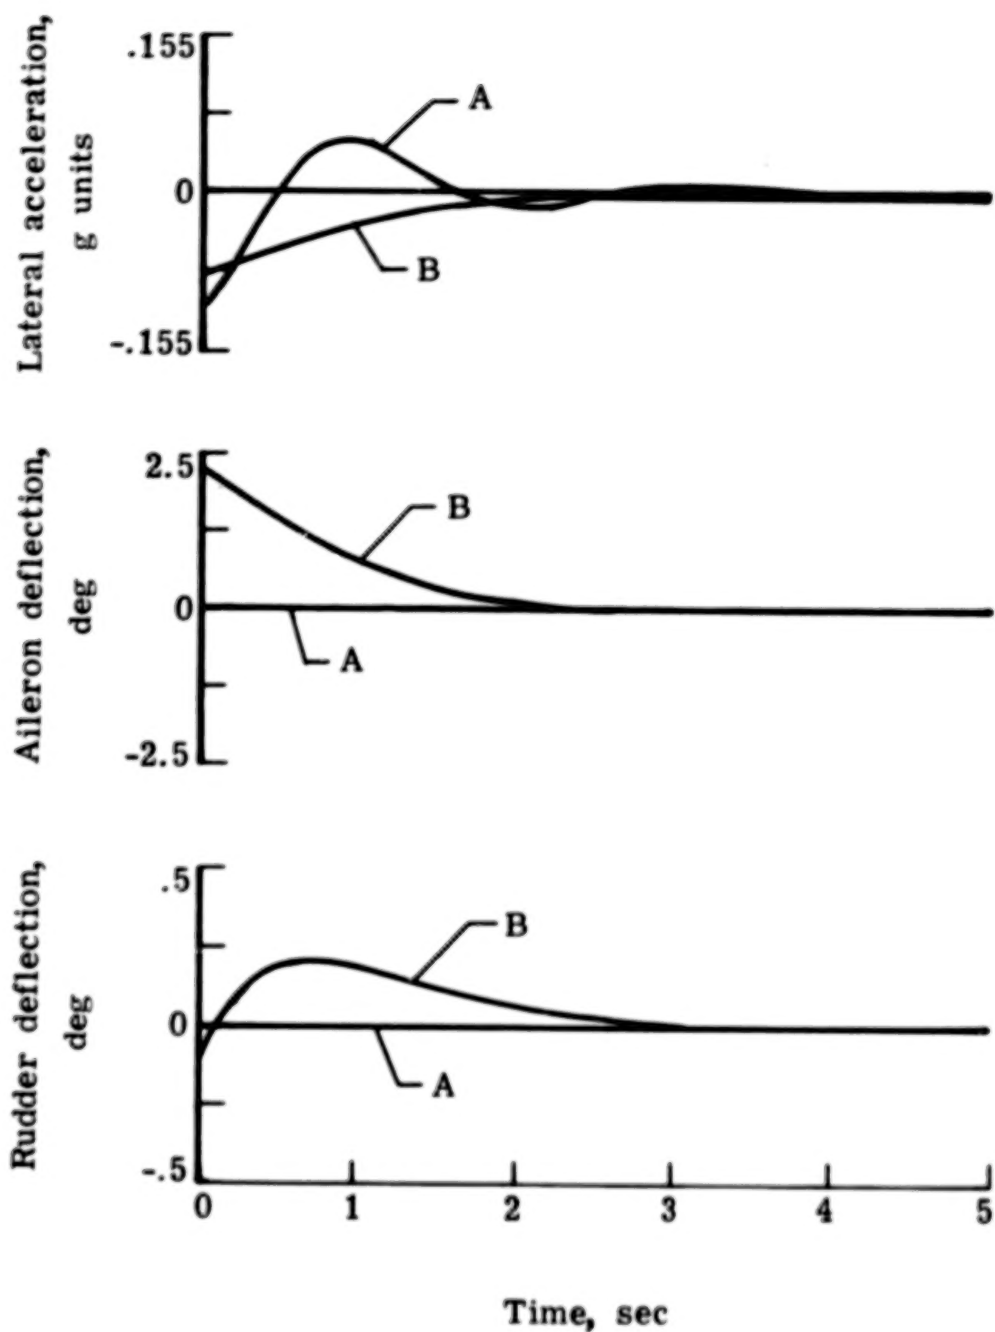 Lateral acceleration,
g units
.155
0
-.155
A
B
Aileron deflection,
deg
2.5
0
-2.5
B
A
Rudder deflection,
deg
.5
0
-.5
B
A
0 1 2 3 4 5
Time, sec